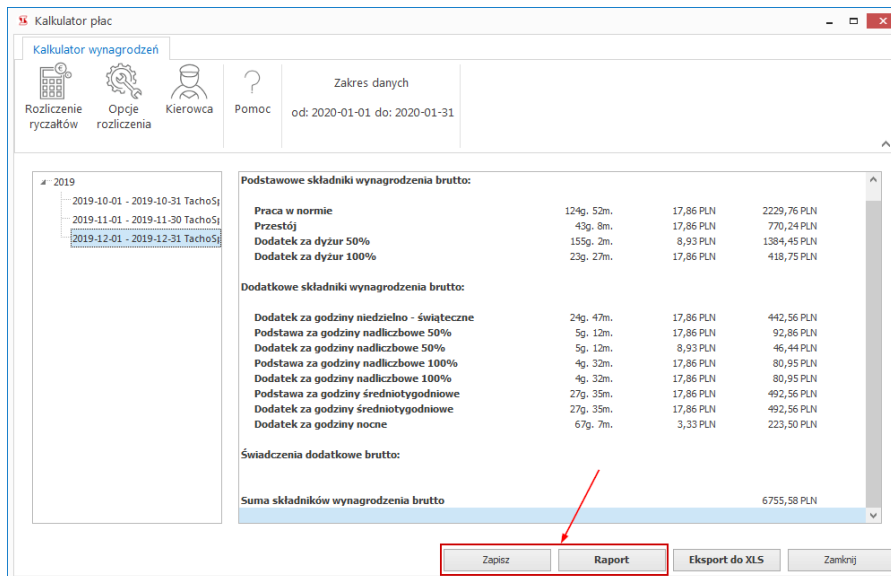 Kalkulator płac
Kalkulator wynagrodzeń
Rozliczenie ryczałtów
Opcje rozliczenia
Kierowca
Pomoc
Zakres danych
od: 2020-01-01 do: 2020-01-31
2019
2019-10-01 - 2019-10-31 TachoSp
2019-11-01 - 2019-11-30 TachoSp
2019-12-01 - 2019-12-31 TachoSp
Podstawowe składniki wynagrodzenia brutto:
Praca w normie 124g. 52m. 17,86 PLN 2229,76 PLN
Przestój 43g. 8m. 17,86 PLN 770,24 PLN
Dodatek za dyżur 50% 155g. 2m. 8,93 PLN 1384,45 PLN
Dodatek za dyżur 100% 23g. 27m. 17,86 PLN 418,75 PLN
Dodatkowe składniki wynagrodzenia brutto:
Dodatek za godziny niedzielno - świąteczne 24g. 47m. 17,86 PLN 442,56 PLN
Podstawa za godziny nadliczbowe 50% 5g. 12m. 17,86 PLN 92,86 PLN
Dodatek za godziny nadliczbowe 50% 5g. 12m. 8,93 PLN 46,44 PLN
Podstawa za godziny nadliczbowe 100% 4g. 32m. 17,86 PLN 80,95 PLN
Dodatek za godziny nadliczbowe 100% 4g. 32m. 17,86 PLN 80,95 PLN
Podstawa za godziny średniotygodniowe 27g. 35m. 17,86 PLN 492,56 PLN
Dodatek za godziny średniotygodniowe 27g. 35m. 17,86 PLN 492,56 PLN
Dodatek za godziny nocne 67g. 7m. 3,33 PLN 223,50 PLN
Świadczenia dodatkowe brutto:
Suma składników wynagrodzenia brutto 6755,58 PLN
Zapisz Raport Eksport do XLS Zamknij